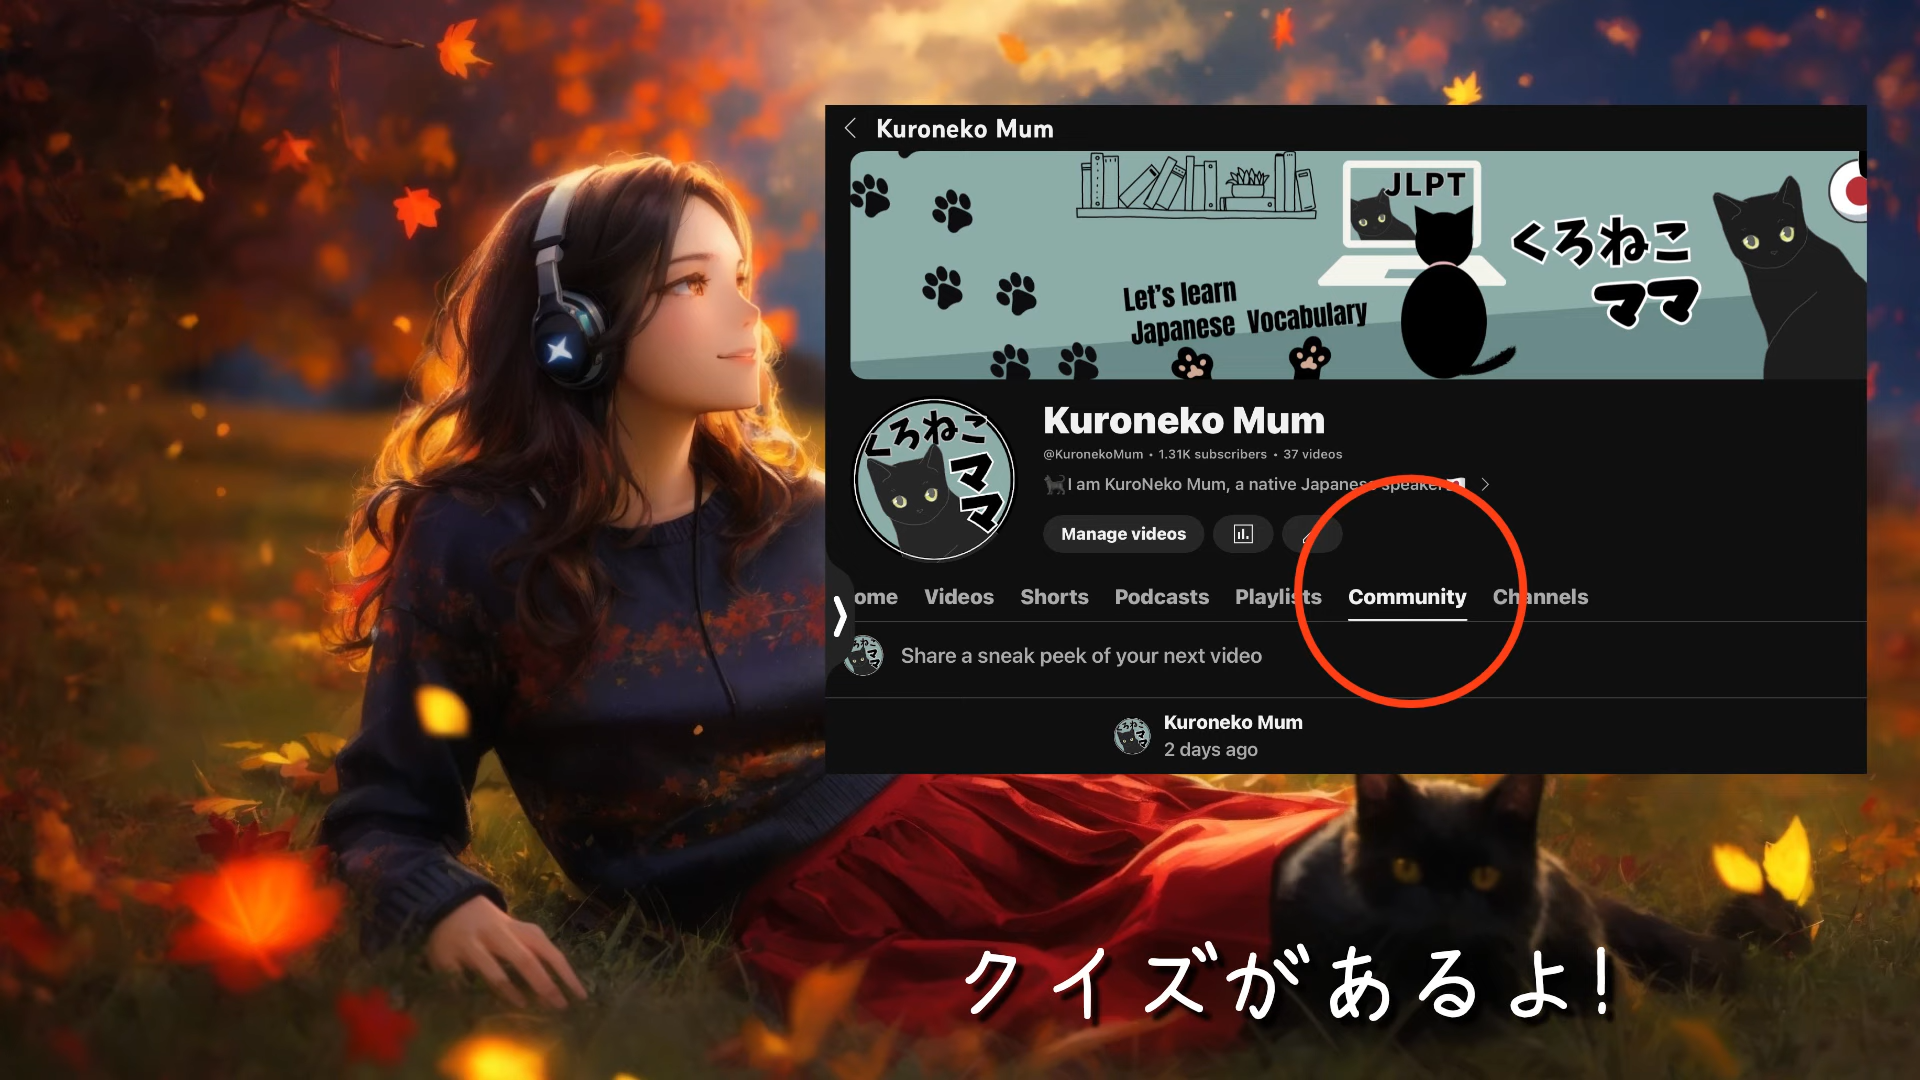 Kuroneko Mum
JLPT
くろねこ
ママ
Let's learn
Japanese Vocabulary
くろねこ
ママ
Kuroneko Mum
@KuronekoMum • 1.31K subscribers • 37 videos
I am KuroNeko Mum, a native Japanese speaker
Manage videos
ome Videos Shorts Podcasts Playlists Community Channels
Share a sneak peek of your next video
Kuroneko Mum
2 days ago
クイズがあるよ!